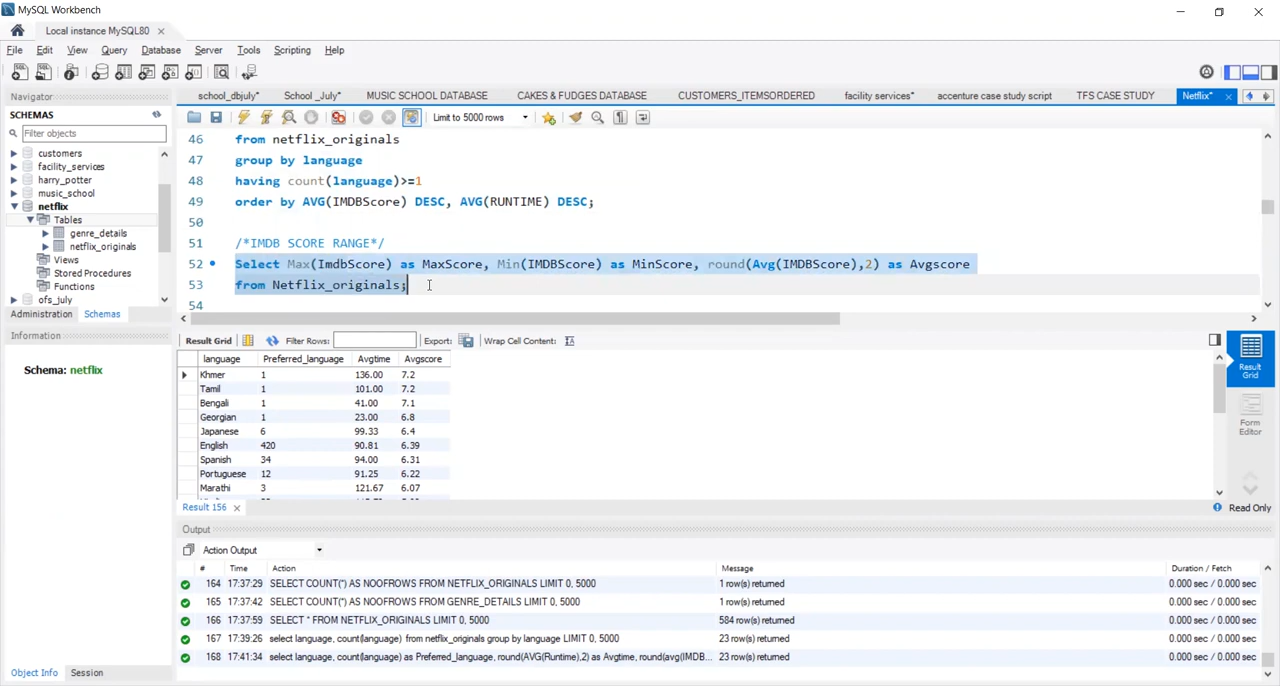 MySQL Workbench
Local instance MySQL80
File Edit View Query Database Server Tools Scripting Help
Navigator
SCHEMAS
Filter objects
customers
facility_services
harry_potter
music_school
netflix
Tables
genre_details
netflix_originals
Views
Stored Procedures
Functions
ofs_july
Administration Schemas
Information
Schema: netflix
Object Info Session
school_dbjuly* School _July* MUSIC SCHOOL DATABASE CAKES & FUDGES DATABASE CUSTOMERS_ITEMSORDERED facility services* accenture case study script TFS CASE STUDY Netflix*
Limit to 5000 rows
46 from netflix_originals
47 group by language
48 having count(language)>=1
49 order by AVG(IMDBScore) DESC, AVG(RUNTIME) DESC;
50
51 /*IMDB SCORE RANGE*/
52 Select Max(ImdbScore) as MaxScore, Min(IMDBScore) as MinScore, round(Avg(IMDBScore),2) as Avgscore
53 from Netflix_originals;
54
Result Grid Filter Rows: Export: Wrap Cell Content:
language Preferred_language Avgtime Avgscore
Khmer 1 136.00 7.2
Tamil 1 101.00 7.2
Bengali 1 41.00 7.1
Georgian 1 23.00 6.8
Japanese 6 99.33 6.4
English 420 90.81 6.39
Spanish 34 94.00 6.31
Portuguese 12 91.25 6.22
Marathi 3 121.67 6.07
Result Grid
Form Editor
Result 156
Read Only
Output
Action Output
# Time Action Message Duration / Fetch
164 17:37:29 SELECT COUNT(*) AS NOOFROWS FROM NETFLIX_ORIGINALS LIMIT 0, 5000 1 row(s) returned 0.000 sec / 0.000 sec
165 17:37:42 SELECT COUNT(*) AS NOOFROWS FROM GENRE_DETAILS LIMIT 0, 5000 1 row(s) returned 0.000 sec / 0.000 sec
166 17:37:59 SELECT * FROM NETFLIX_ORIGINALS LIMIT 0, 5000 584 row(s) returned 0.000 sec / 0.000 sec
167 17:39:26 select language, count(language) from netflix_originals group by language LIMIT 0, 5000 23 row(s) returned 0.000 sec / 0.000 sec
168 17:41:34 select language, count(language) as Preferred_language, round(AVG(Runtime),2) as Avgtime, round(avg(IMDB... 23 row(s) returned 0.000 sec / 0.000 sec